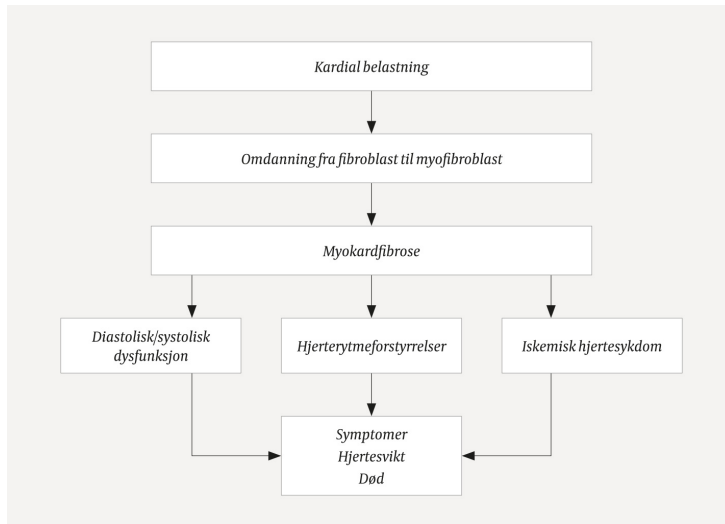 Kardial belastning
Omdanning fra fibroblast til myofibroblast
Myokardfibrose
Diastolisk/systolisk
dysfunksjon
Hjerterytmeforstyrrelser
Iskemisk hjertesykdom
Symptomer
Hjertesvikt
Død